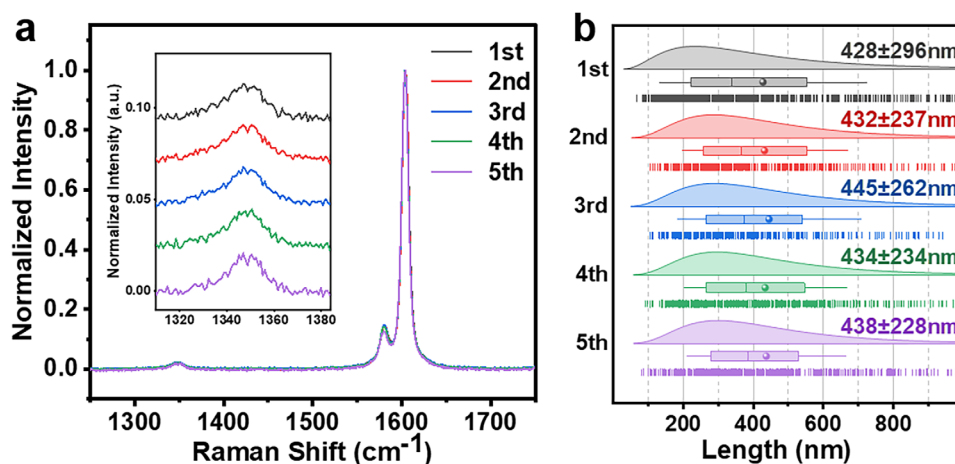 a
Normalized Intensity
1.0
0.8
0.6
0.4
0.2
0.0
1300
1400
1500
1600
1700
Raman Shift (cm-1)
1st
2nd
3rd
4th
5th
Normalized Intensity (a.u.)
0.10
0.05
0.00
1320
1340
1360
1380
b
1st
428±296nm
2nd
432±237nm
3rd
445±262nm
4th
434±234nm
5th
438±228nm
200
400
600
800
Length (nm)